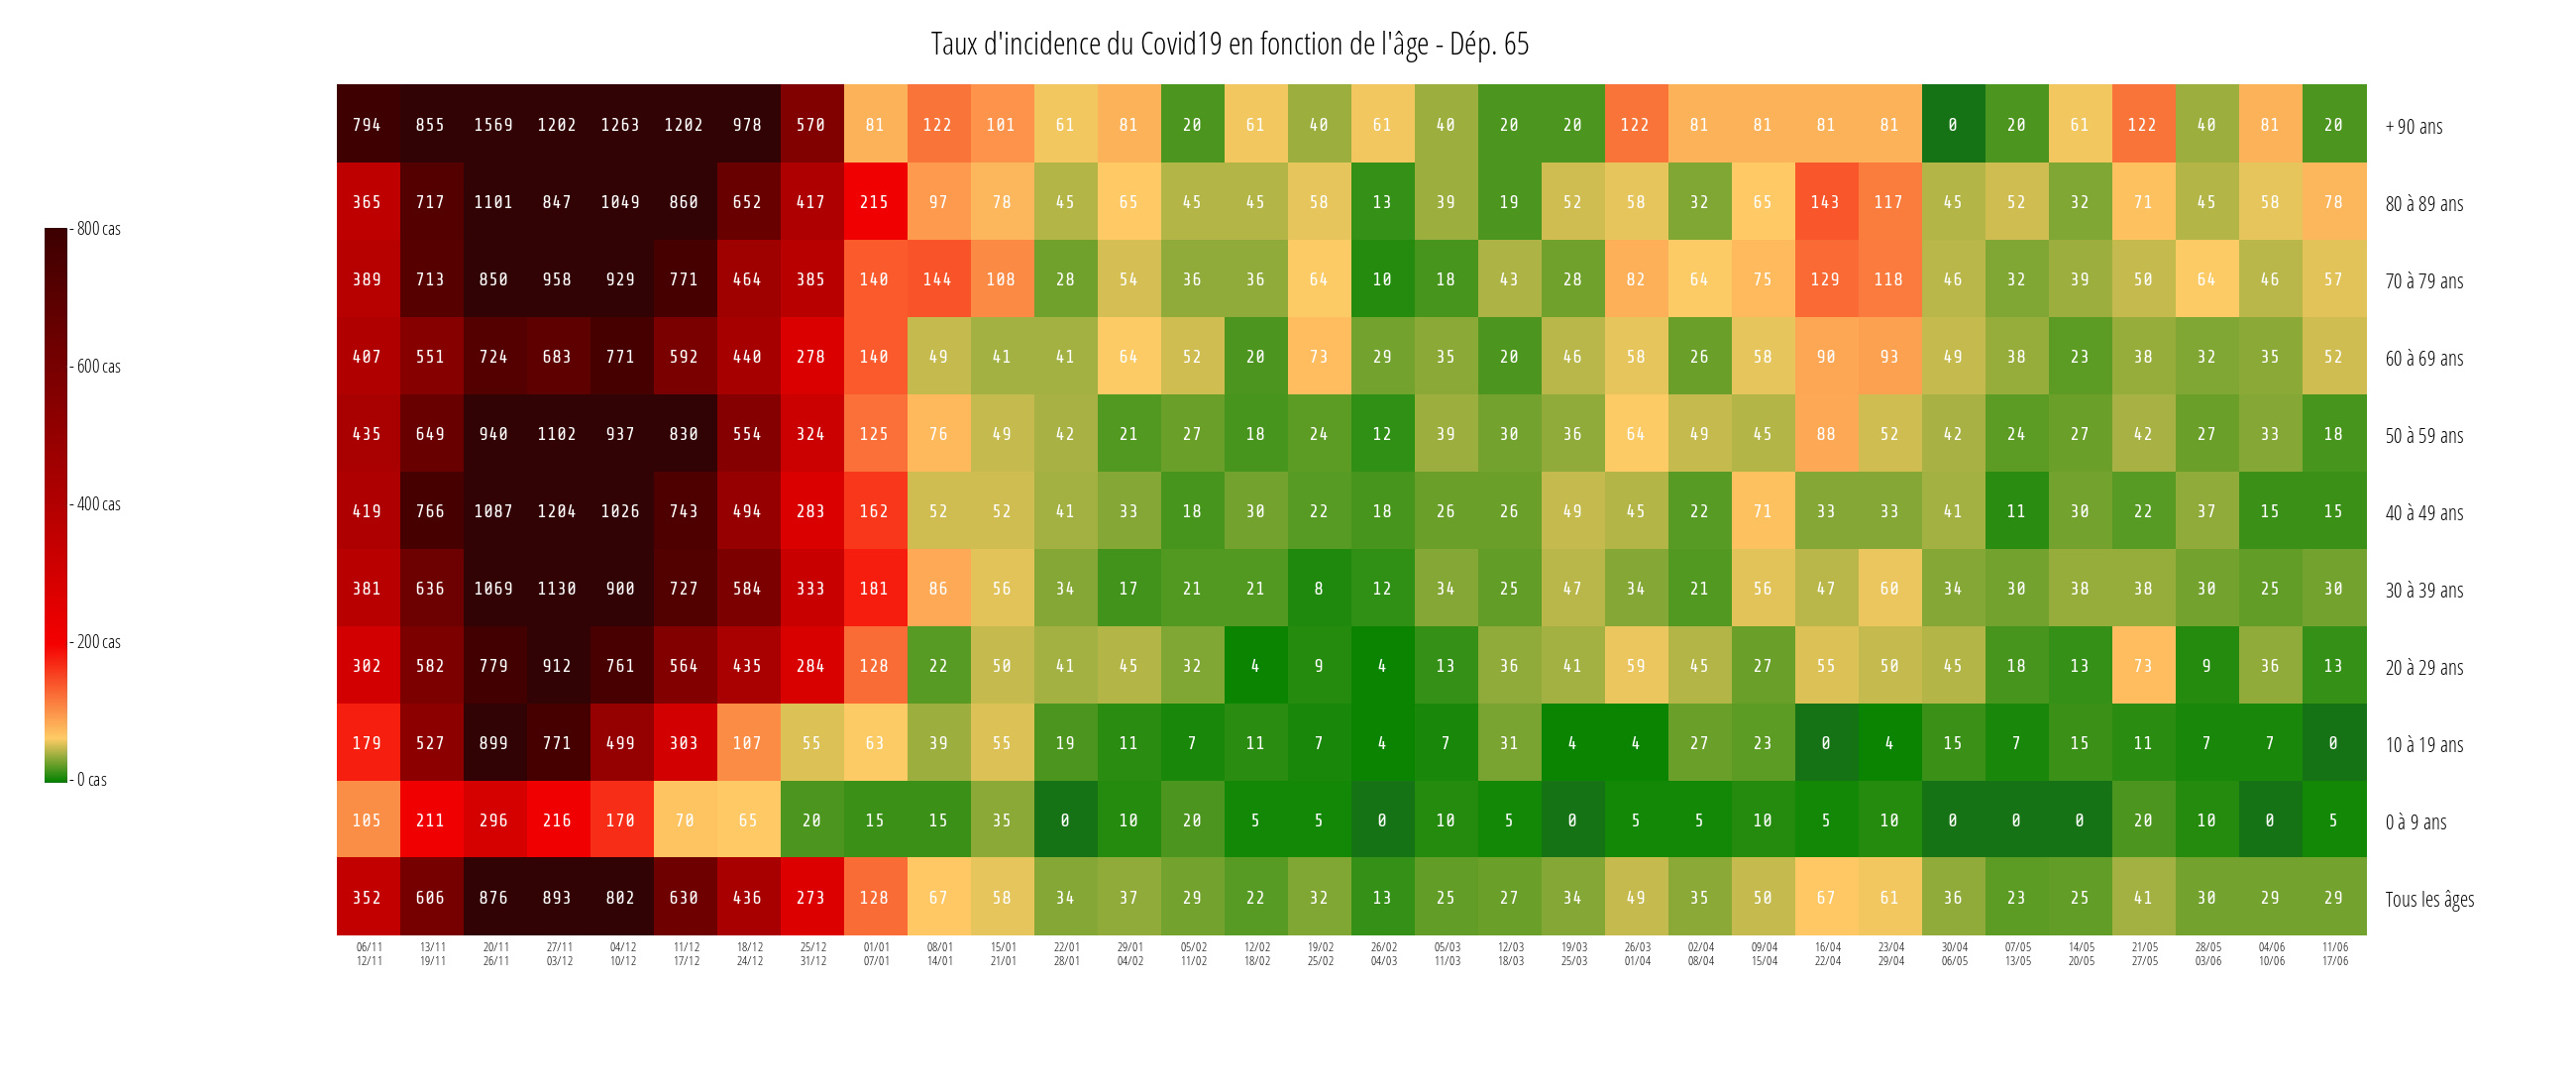 Taux d'incidence du Covid19 en fonction de l'âge - Dép. 65
794 855 1569 1202 1263 1202 978 570 81 122 101 61 81 20 61 40 61 40 20 20 122 81 81 81 81 0 20 61 122 40 81 20 + 90 ans
365 717 1101 847 1049 860 652 417 215 97 78 45 65 45 45 58 13 39 19 52 58 32 65 143 117 45 52 32 71 45 58 78 80 à 89 ans
- 800 cas
389 713 850 958 929 771 464 385 140 144 108 28 54 36 36 64 10 18 43 28 82 64 75 129 118 46 32 39 50 64 46 57 70 à 79 ans
407 551 724 683 771 592 440 278 140 49 41 41 64 52 20 73 29 35 20 46 58 26 58 90 93 49 38 23 38 32 35 52 60 à 69 ans
- 600 cas
435 649 940 1102 937 830 554 324 125 76 49 42 21 27 18 24 12 39 30 36 64 49 45 88 52 42 24 27 42 27 33 18 50 à 59 ans
- 400 cas
419 766 1087 1204 1026 743 494 283 162 52 52 41 33 18 30 22 18 26 26 49 45 22 71 33 33 41 11 30 22 37 15 15 40 à 49 ans
381 636 1069 1130 900 727 584 333 181 86 56 34 17 21 21 8 12 34 25 47 34 21 56 47 60 34 30 38 38 30 25 30 30 à 39 ans
- 200 cas
302 582 779 912 761 564 435 284 128 22 50 41 45 32 4 9 4 13 36 41 59 45 27 55 50 45 18 13 73 9 36 13 20 à 29 ans
179 527 899 771 499 303 107 55 63 39 55 19 11 7 11 7 4 7 31 4 4 27 23 0 4 15 7 15 11 7 7 0 10 à 19 ans
- 0 cas
105 211 296 216 170 70 65 20 15 15 35 0 10 20 5 5 0 10 5 0 5 5 10 5 10 0 0 0 20 10 0 5 0 à 9 ans
352 606 876 893 802 630 436 273 128 67 58 34 37 29 22 32 13 25 27 34 49 35 50 67 61 36 23 25 41 30 29 29 Tous les âges
06/11 13/11 20/11 27/11 04/12 11/12 18/12 25/12 01/01 08/01 15/01 22/01 29/01 05/02 12/02 19/02 26/02 05/03 12/03 19/03 26/03 02/04 09/04 16/04 23/04 30/04 07/05 14/05 21/05 28/05 04/06 11/06
12/11 19/11 26/11 03/12 10/12 17/12 24/12 31/12 07/01 14/01 21/01 28/01 04/02 11/02 18/02 25/02 04/03 11/03 18/03 25/03 01/04 08/04 15/04 22/04 29/04 06/05 13/05 20/05 27/05 03/06 10/06 17/06